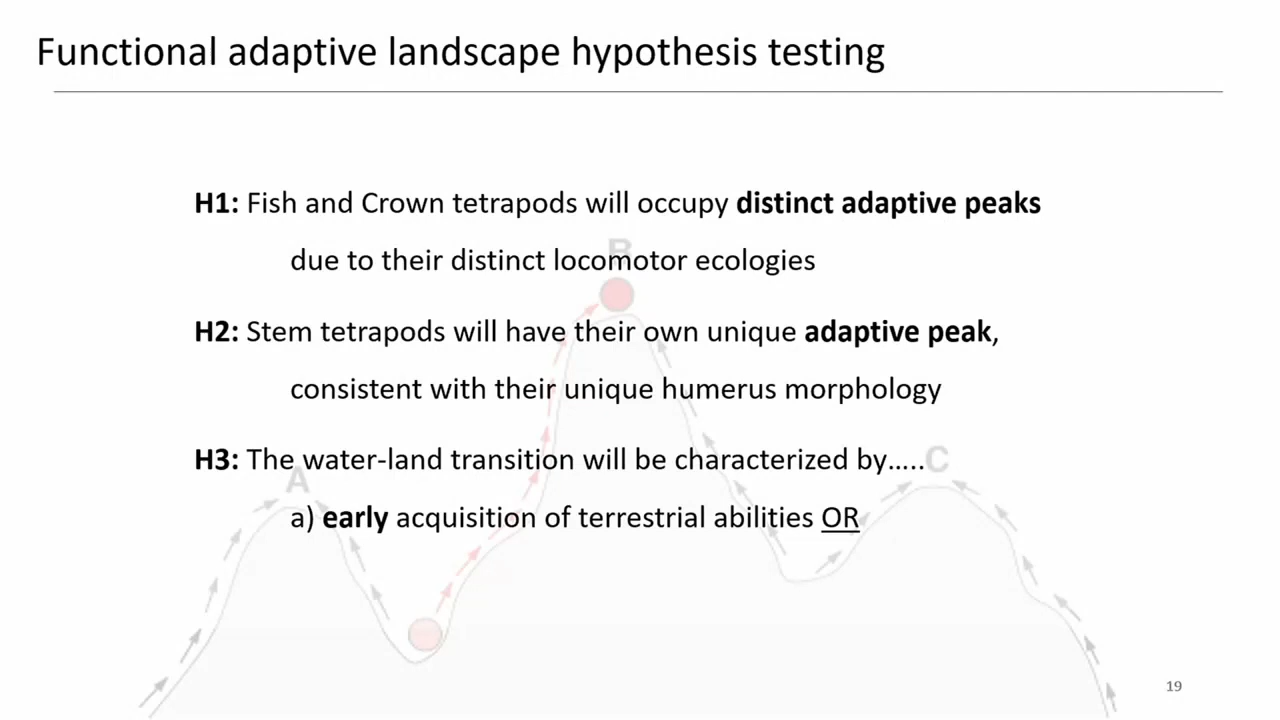 Functional adaptive landscape hypothesis testing
H1: Fish and Crown tetrapods will occupy distinct adaptive peaks
due to their distinct locomotor ecologies
B
H2: Stem tetrapods will have their own unique adaptive peak,
consistent with their unique humerus morphology
H3: The water-land transition will be characterized by…..
C
A
a) early acquisition of terrestrial abilities OR
19